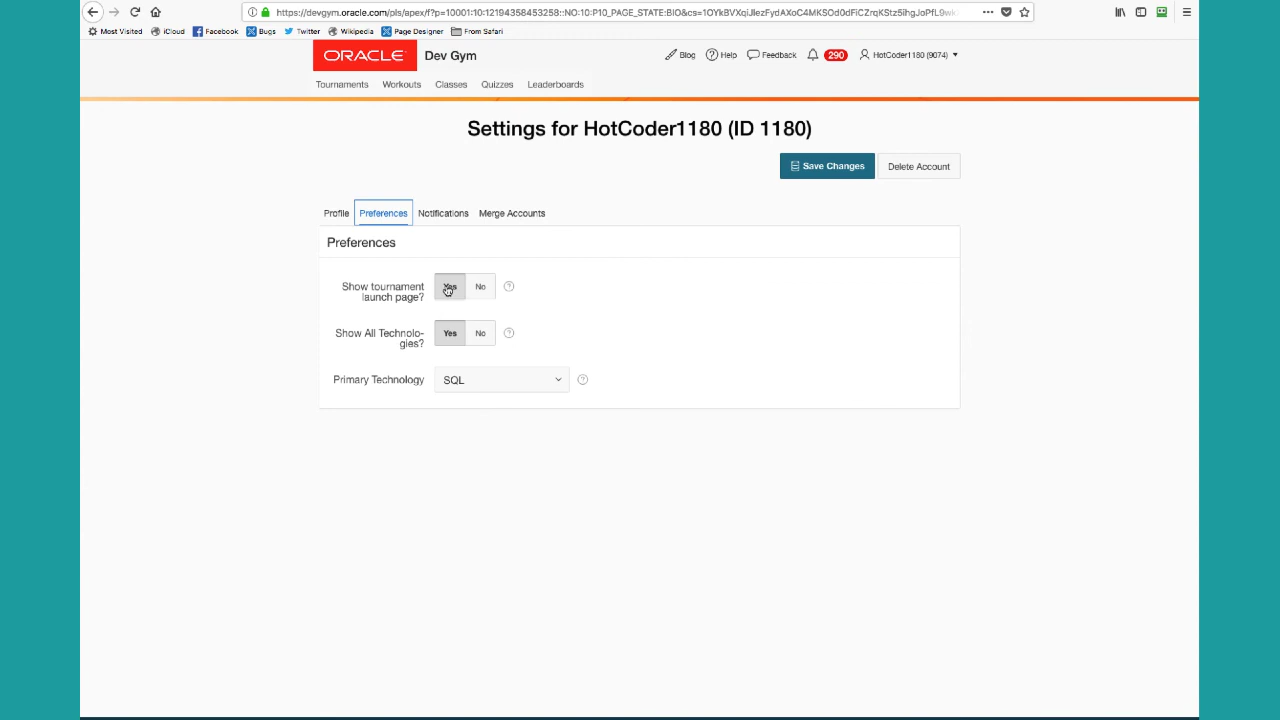 https://devgym.oracle.com/pls/apex/f?p=10001:10:12194358453258::NO:10:P10_PAGE_STATE:BIO&cs=
Most Visited iCloud Facebook Bugs Twitter Wikipedia Page Designer From Safari
ORACLE Dev Gym Blog Help Feedback 290 HotCoder1180 (9074)
Tournaments Workouts Classes Quizzes Leaderboards
Settings for HotCoder1180 (ID 1180)
Save Changes Delete Account
Profile Preferences Notifications Merge Accounts
Preferences
Show tournament
launch page? Yes No
Show All Technolo-
gies? Yes No
Primary Technology SQL